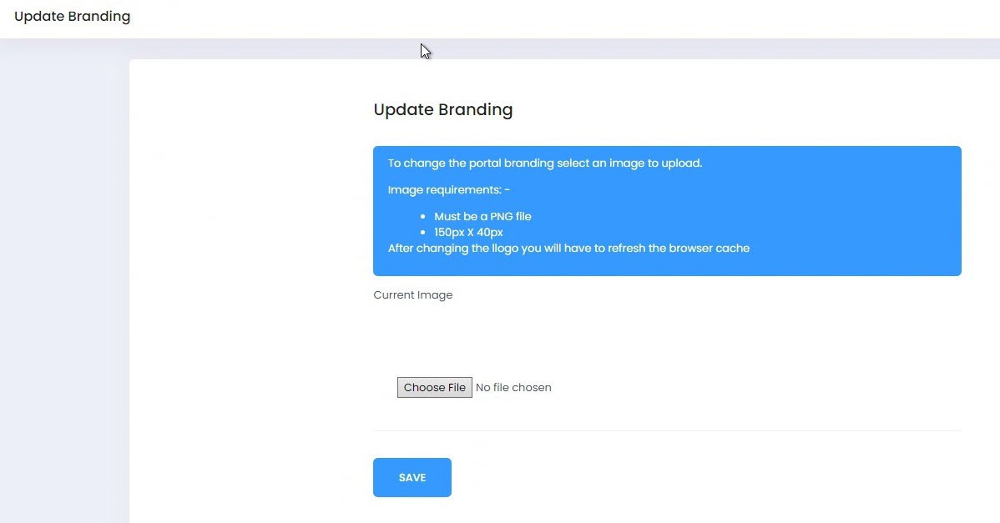 Update Branding
Update Branding
To change the portal branding select an image to upload.
Image requirements: -
• Must be a PNG file
• 150px X 40px
After changing the llogo you will have to refresh the browser cache
Current Image
Choose File No file chosen
SAVE